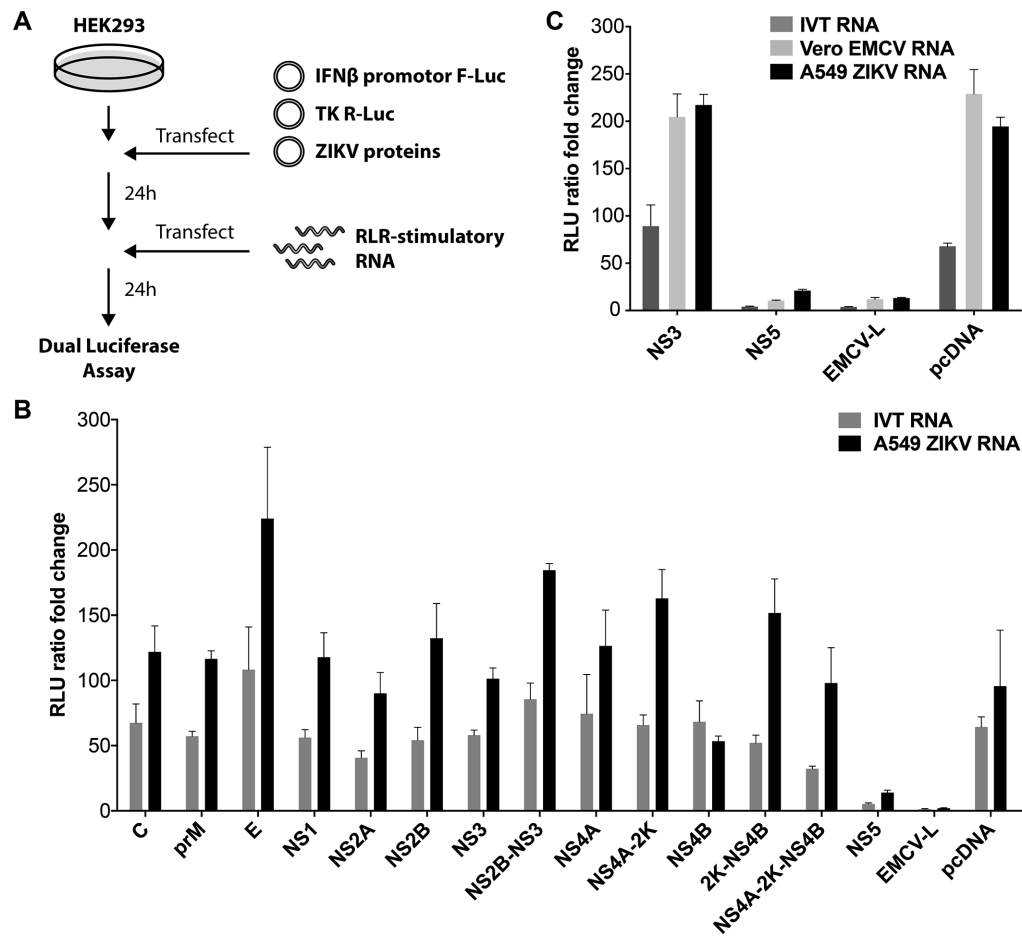 A
HEK293
IFNβ promotor F-Luc
TK R-Luc
ZIKV proteins
Transfect
24h
Transfect
RLR-stimulatory
RNA
24h
Dual Luciferase
Assay
C
IVT RNA
Vero EMCV RNA
A549 ZIKV RNA
RLU ratio fold change
300
250
200
150
100
50
0
NS3
NS5
EMCV-L
pcDNA
B
IVT RNA
A549 ZIKV RNA
RLU ratio fold change
300
250
200
150
100
50
0
C
prM
E
NS1
NS2A
NS2B
NS3
NS2B-NS3
NS4A
NS4A-2K
NS4B
2K-NS4B
NS4A-2K-NS4B
NS5
EMCV-L
pcDNA